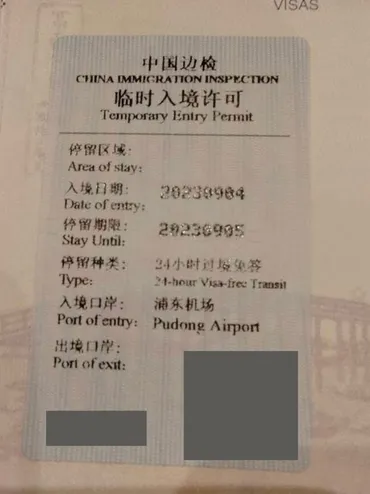 VISAS
中国边检
CHINA IMMIGRATION INSPECTION
临时入境许可
Temporary Entry Permit
停留区域:
Area of stay:
入境日期: 20230904
Date of entry:
停留期限: 20230905
Stay Until:
停留种类: 24小时过境免签
Type: 24-hour Visa-free Transit
入境口岸: 浦东机场
Port of entry: Pudong Airport
出境口岸:
Port of exit: